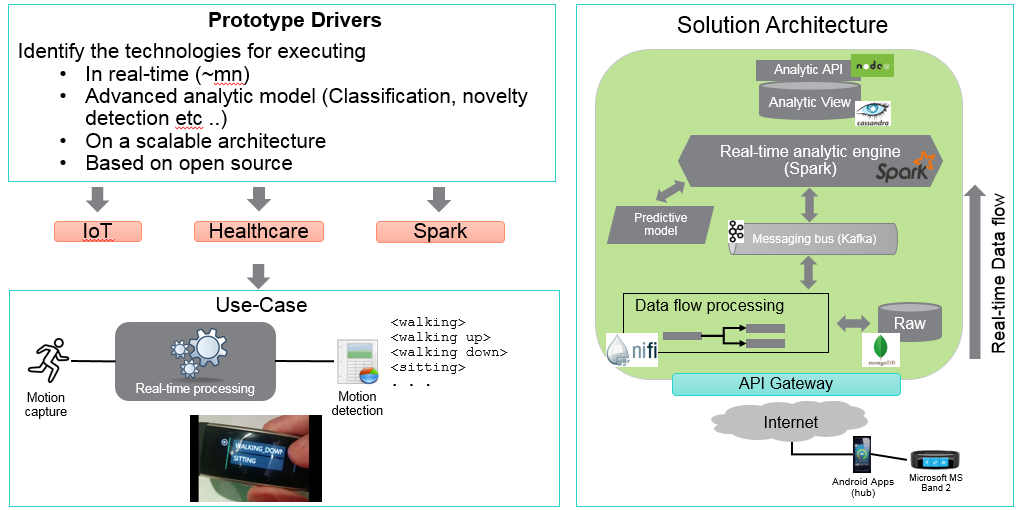 Prototype Drivers
Identify the technologies for executing
• In real-time (~mn)
• Advanced analytic model (Classification, novelty
detection etc ..)
• On a scalable architecture
• Based on open source
IoT
Healthcare
Spark
Use-Case
Motion
capture
Real-time processing
Motion
detection
<walking>
<walking up>
<walking down>
<sitting>
. . .
WALKING_DOWN
SITTING
Solution Architecture
Analytic API
node
Analytic View
cassandra
Real-time analytic engine
(Spark)
Spark
Predictive
model
Messaging bus (Kafka)
Data flow processing
nifi
Raw
mongoDB
API Gateway
Internet
Android Apps
(hub)
Microsoft MS
Band 2
Real-time Data flow